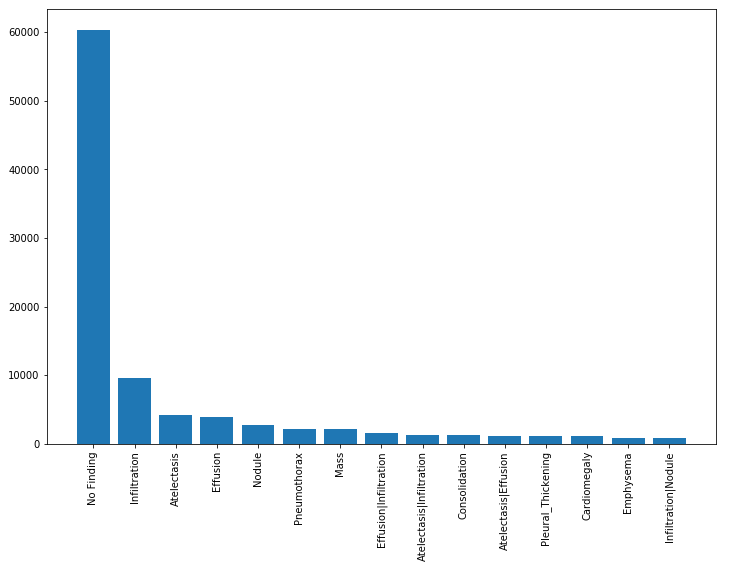 60000
50000
40000
30000
20000
10000
0
No Finding
Infiltration
Atelectasis
Effusion
Nodule
Pneumothorax
Mass
Effusion|Infiltration
Atelectasis|Infiltration
Consolidation
Atelectasis|Effusion
Pleural_Thickening
Cardiomegaly
Emphysema
Infiltration|Nodule